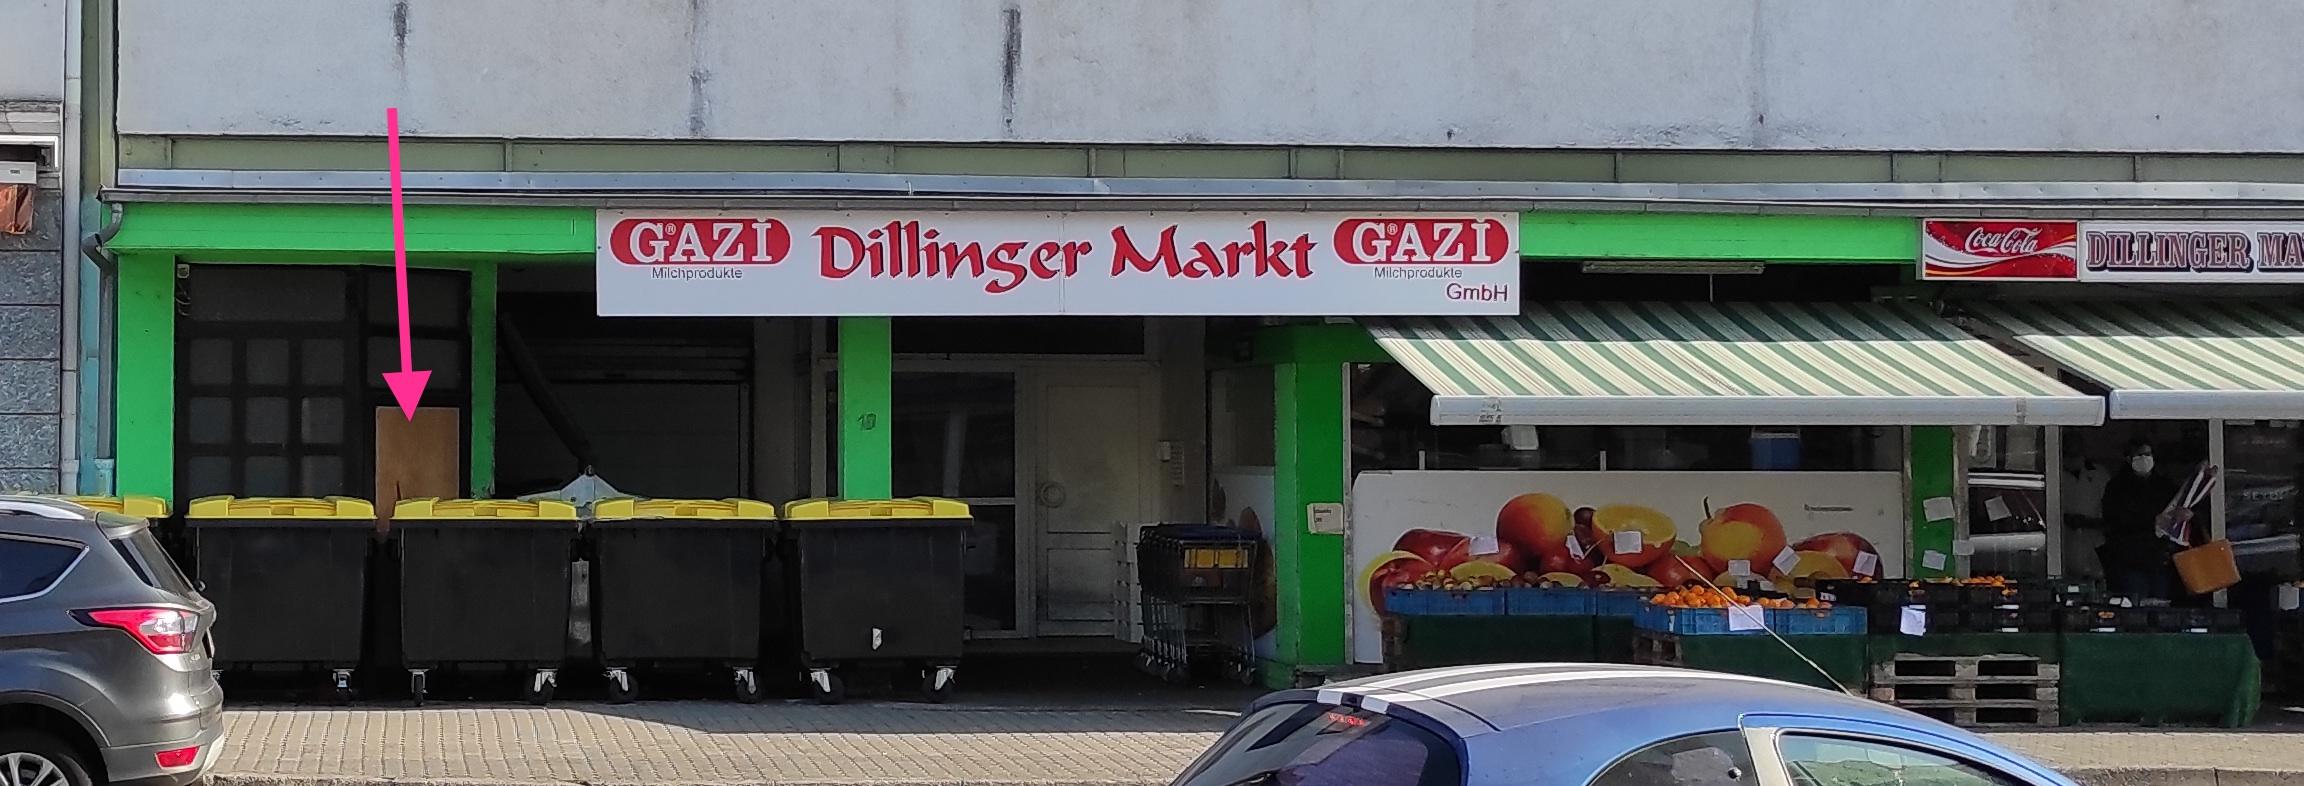 GAZİ®
Milchprodukte
Dillinger Markt
GAZİ®
Milchprodukte
GmbH
Coca-Cola
DILLINGER MA
10